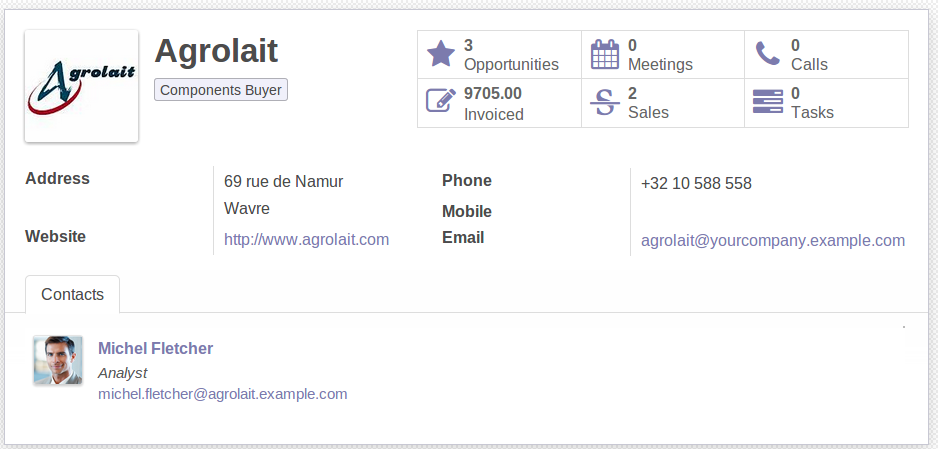 Agrolait
Agrolait
Components Buyer
3
Opportunities
0
Meetings
0
Calls
9705.00
Invoiced
2
Sales
0
Tasks
Address
69 rue de Namur
Wavre
Website
http://www.agrolait.com
Phone
+32 10 588 558
Mobile
Email
agrolait@yourcompany.example.com
Contacts
Michel Fletcher
Analyst
michel.fletcher@agrolait.example.com